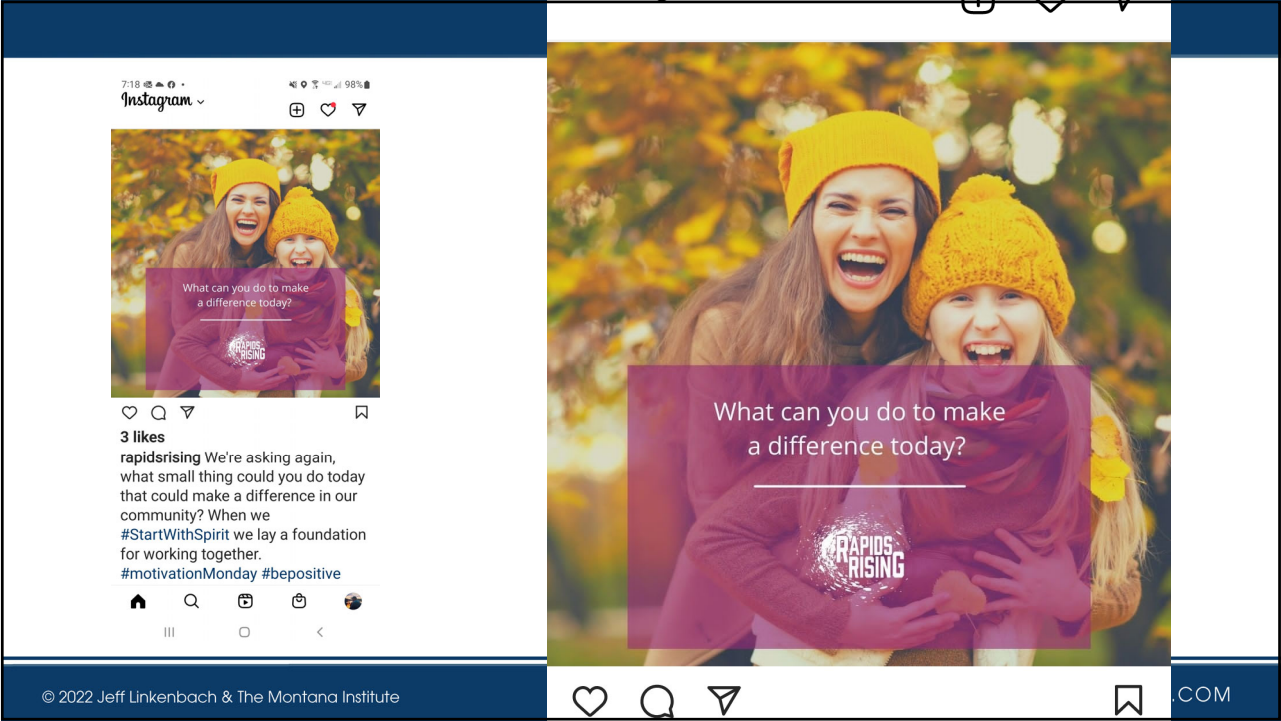 7:18
98%
Instagram
What can you do to make
a difference today?
RAPIDS
RISING
3 likes
rapidsrising We're asking again,
what small thing could you do today
that could make a difference in our
community? When we
#StartWithSpirit we lay a foundation
for working together.
#motivationMonday #bepositive
What can you do to make
a difference today?
RAPIDS
RISING
© 2022 Jeff Linkenbach & The Montana Institute
.COM